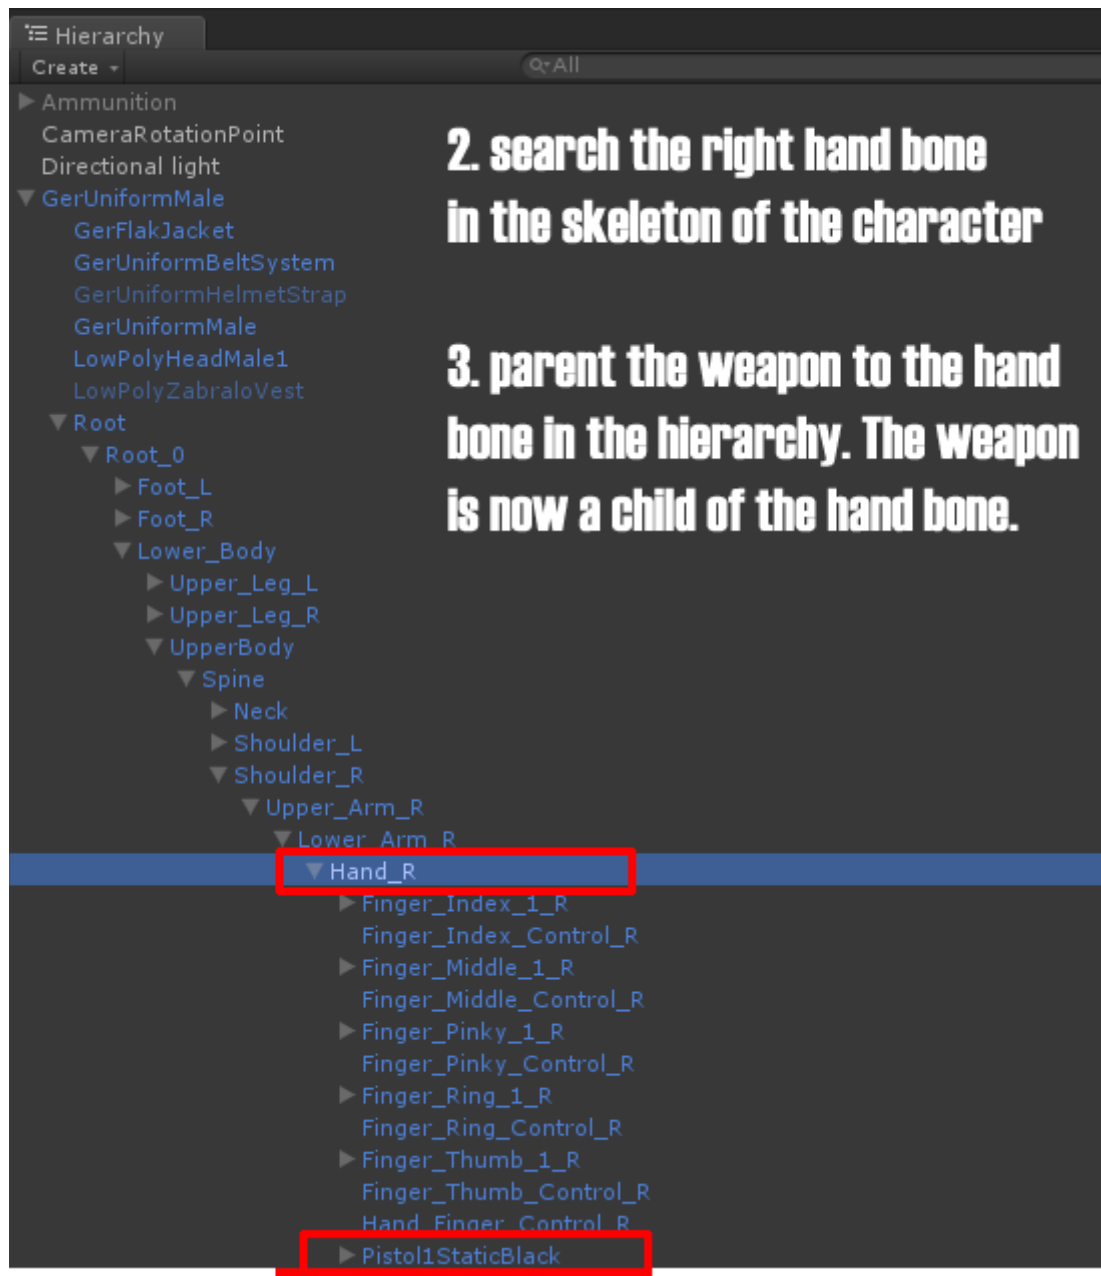 Hierarchy
Create
All
Ammunition
CameraRotationPoint
Directional light
GerUniformMale
GerFlakJacket
GerUniformBeltSystem
GerUniformHelmetStrap
GerUniformMale
LowPolyHeadMale1
LowPolyZabraloVest
Root
Root_0
Foot_L
Foot_R
Lower_Body
Upper_Leg_L
Upper_Leg_R
UpperBody
Spine
Neck
Shoulder_L
Shoulder_R
Upper_Arm_R
Lower_Arm_R
Hand_R
Finger_Index_1_R
Finger_Index_Control_R
Finger_Middle_1_R
Finger_Middle_Control_R
Finger_Pinky_1_R
Finger_Pinky_Control_R
Finger_Ring_1_R
Finger_Ring_Control_R
Finger_Thumb_1_R
Finger_Thumb_Control_R
Hand_Finger_Control_R
Pistol1StaticBlack
2. search the right hand bone
in the skeleton of the character
3. parent the weapon to the hand
bone in the hierarchy. The weapon
is now a child of the hand bone.